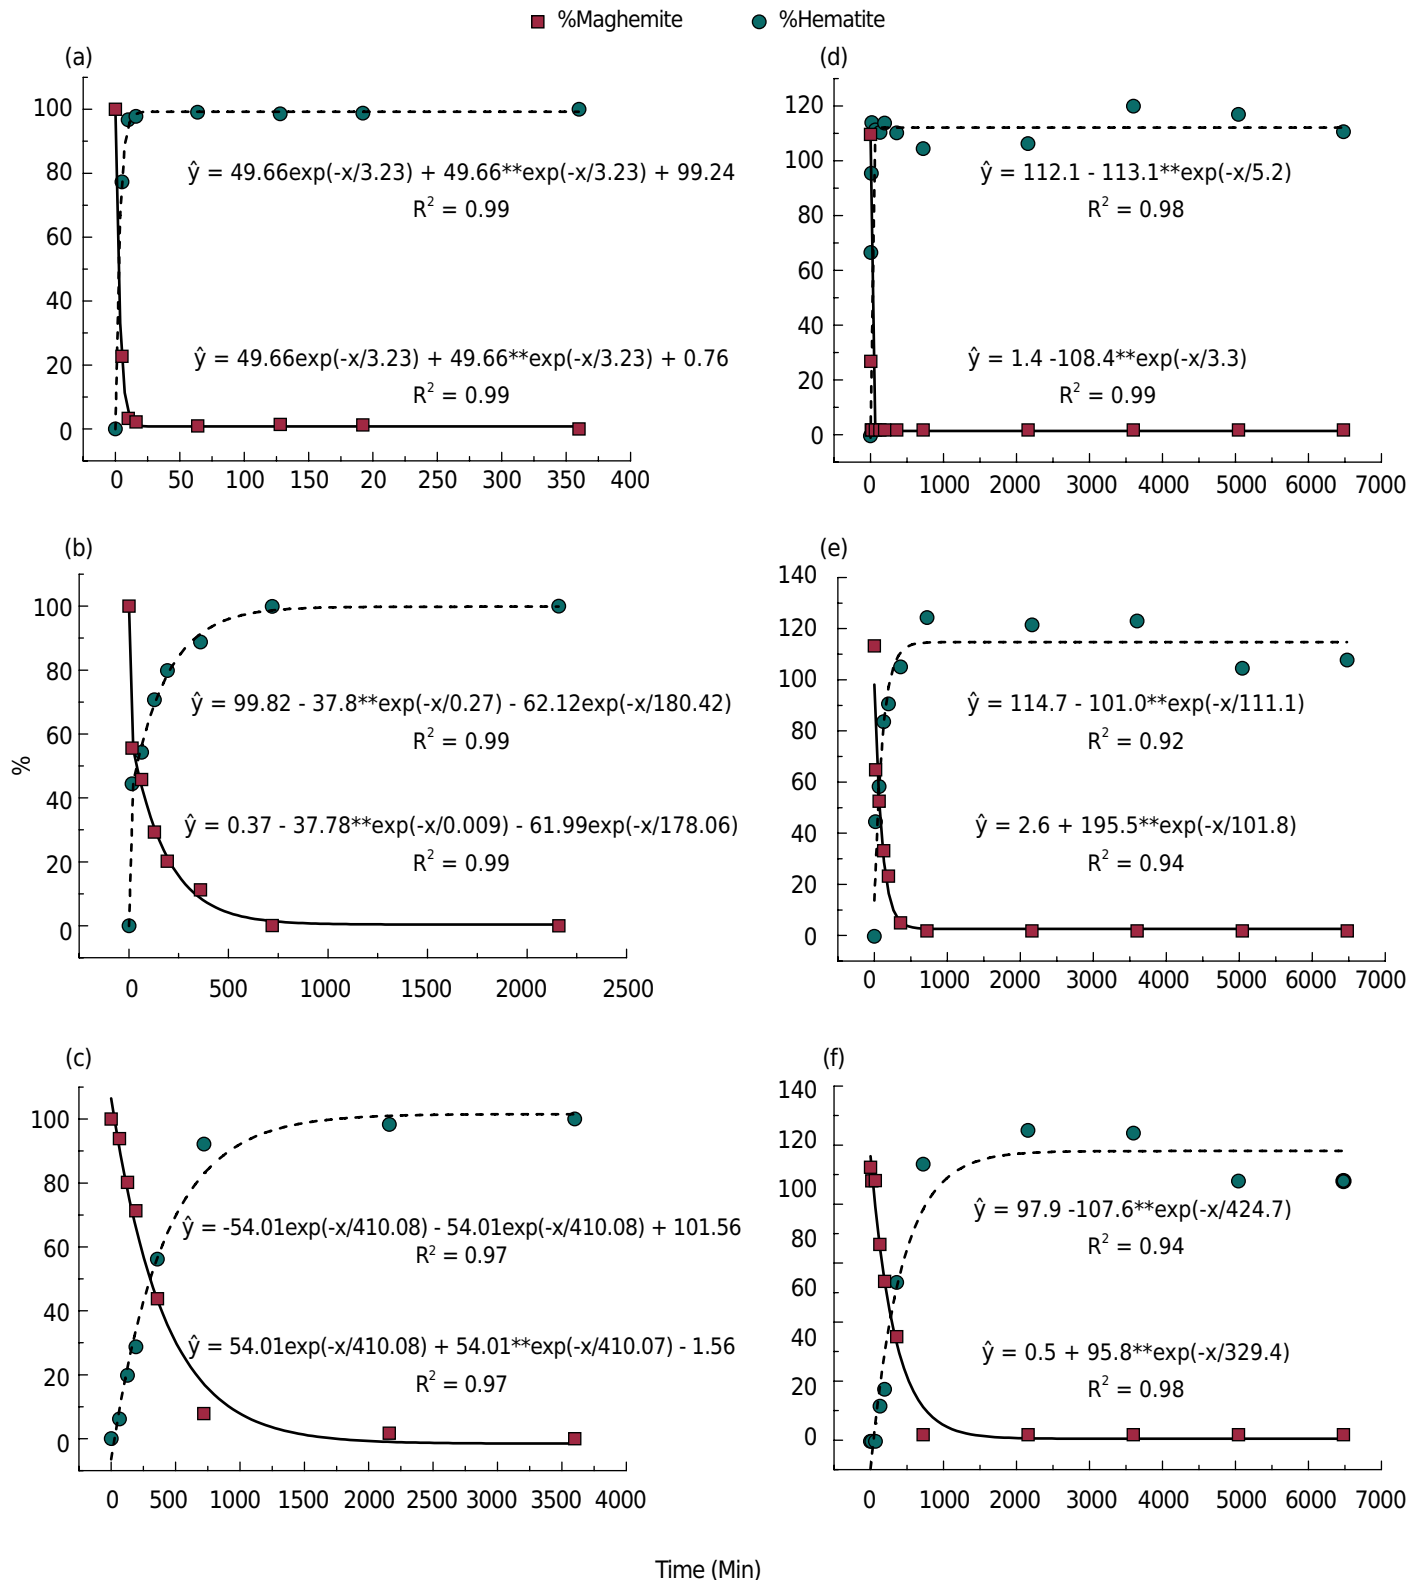 %Maghemite %Hematite
(a)
100
80
60
40
20
0
ŷ = 49.66exp(-x/3.23) + 49.66**exp(-x/3.23) + 99.24
R² = 0.99
ŷ = 49.66exp(-x/3.23) + 49.66**exp(-x/3.23) + 0.76
R² = 0.99
0 50 100 150 20 250 300 350 400
(d)
120
100
80
60
40
20
0
ŷ = 112.1 - 113.1**exp(-x/5.2)
R² = 0.98
ŷ = 1.4 -108.4**exp(-x/3.3)
R² = 0.99
0 1000 2000 3000 4000 5000 6000 7000
(b)
100
80
60
40
20
0
%
ŷ = 99.82 - 37.8**exp(-x/0.27) - 62.12exp(-x/180.42)
R² = 0.99
ŷ = 0.37 - 37.78**exp(-x/0.009) - 61.99exp(-x/178.06)
R² = 0.99
0 500 1000 1500 2000 2500
(e)
140
120
100
80
60
40
20
0
ŷ = 114.7 - 101.0**exp(-x/111.1)
R² = 0.92
ŷ = 2.6 + 195.5**exp(-x/101.8)
R² = 0.94
0 1000 2000 3000 4000 5000 6000 7000
(c)
100
80
60
40
20
0
ŷ = -54.01exp(-x/410.08) - 54.01exp(-x/410.08) + 101.56
R² = 0.97
ŷ = 54.01exp(-x/410.08) + 54.01**exp(-x/410.07) - 1.56
R² = 0.97
0 500 1000 1500 2000 2500 3000 3500 4000
(f)
140
120
100
80
60
40
20
0
ŷ = 97.9 -107.6**exp(-x/424.7)
R² = 0.94
ŷ = 0.5 + 95.8**exp(-x/329.4)
R² = 0.98
0 1000 2000 3000 4000 5000 6000 7000
Time (Min)